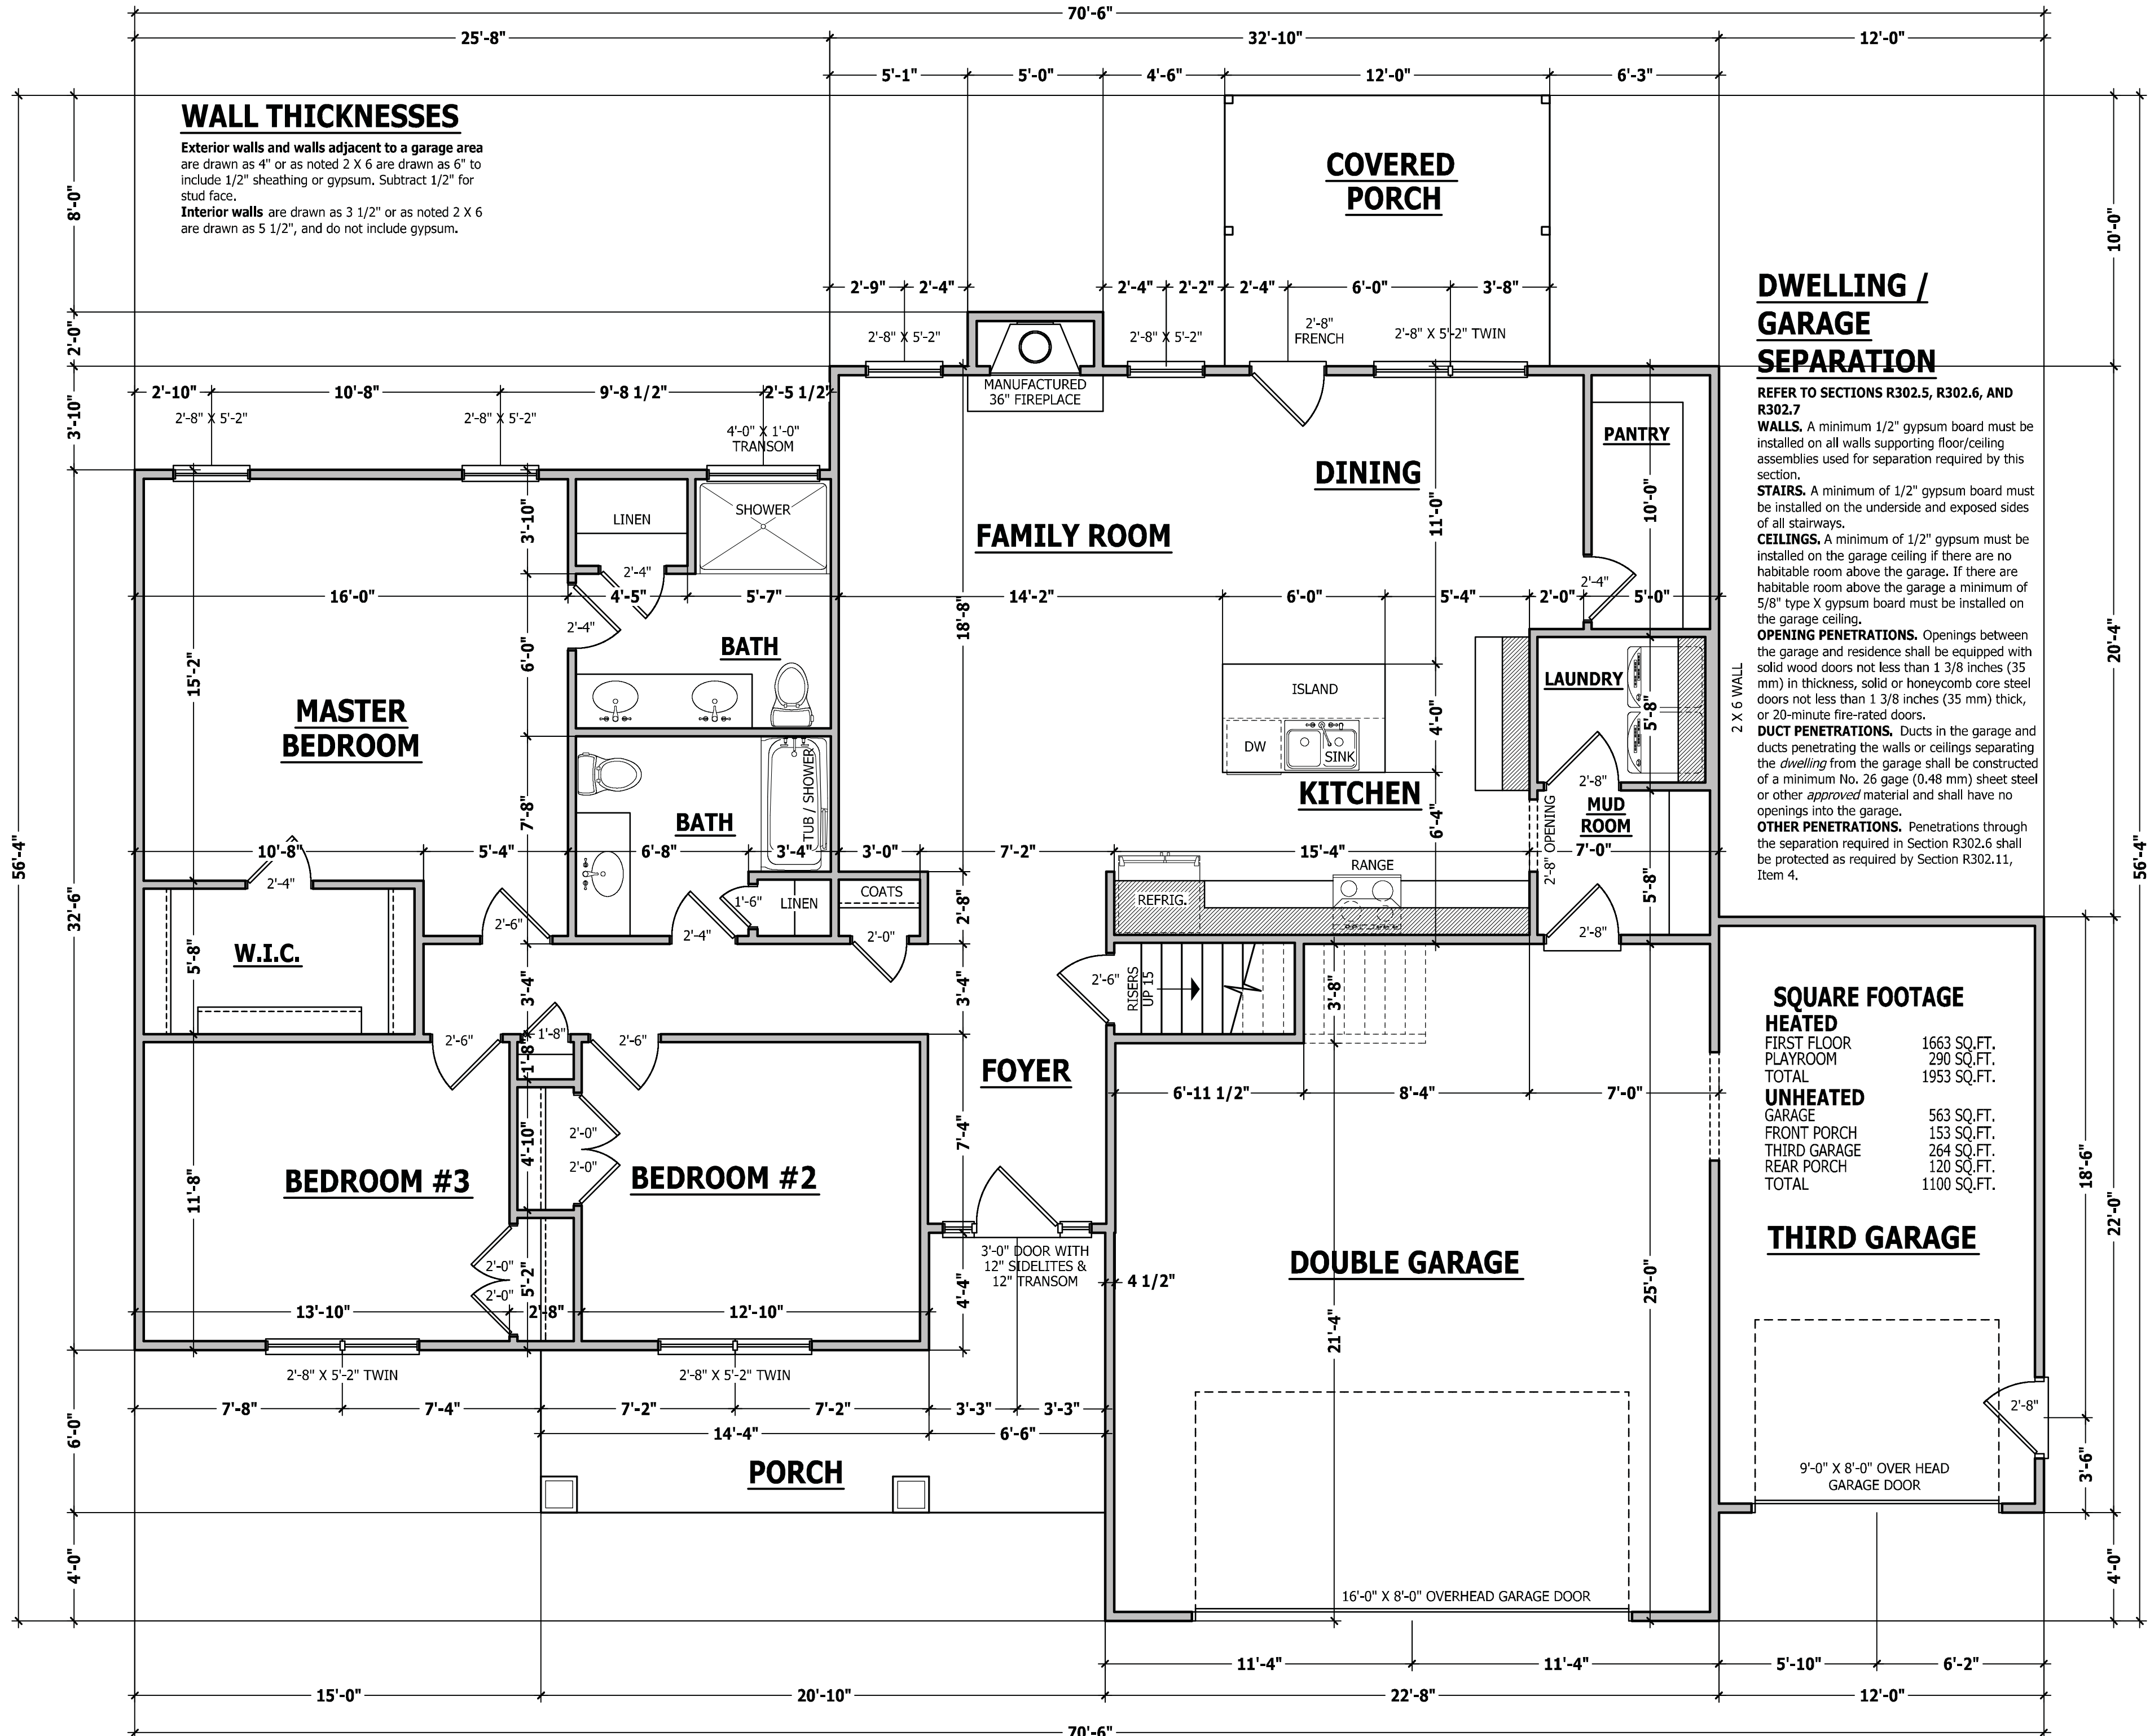 70'-6"
25'-8"
32'-10"
12'-0"
5'-1"
5'-0"
4'-6"
12'-0"
6'-3"
WALL THICKNESSES
Exterior walls and walls adjacent to a garage area
are drawn as 4" or as noted 2 X 6 are drawn as 6" to
include 1/2" sheathing or gypsum. Subtract 1/2" for
stud face.
Interior walls are drawn as 3 1/2" or as noted 2 X 6
are drawn as 5 1/2", and do not include gypsum.
COVERED
PORCH
8'-0"
10'-0"
2'-9"
2'-4"
2'-4"
2'-2"
2'-4"
6'-0"
3'-8"
2'-0"
2'-8" X 5'-2"
2'-8" X 5'-2"
2'-8"
FRENCH
2'-8" X 5'-2" TWIN
DWELLING /
GARAGE
SEPARATION
REFER TO SECTIONS R302.5, R302.6, AND
R302.7
WALLS. A minimum 1/2" gypsum board must be
installed on all walls supporting floor/ceiling
assemblies used for separation required by this
section.
STAIRS. A minimum of 1/2" gypsum board must
be installed on the underside and exposed sides
of all stairways.
CEILINGS. A minimum of 1/2" gypsum must be
installed on the garage ceiling if there are no
habitable room above the garage. If there are
habitable room above the garage a minimum of
5/8" type X gypsum board must be installed on
the garage ceiling.
OPENING PENETRATIONS. Openings between
the garage and residence shall be equipped with
solid wood doors not less than 1 3/8 inches (35
mm) in thickness, solid or honeycomb core steel
doors not less than 1 3/8 inches (35 mm) thick,
or 20-minute fire-rated doors.
DUCT PENETRATIONS. Ducts in the garage and
ducts penetrating the walls or ceilings separating
the dwelling from the garage shall be constructed
of a minimum No. 26 gage (0.48 mm) sheet steel
or other approved material and shall have no
openings into the garage.
OTHER PENETRATIONS. Penetrations through
the separation required in Section R302.6 shall
be protected as required by Section R302.11,
Item 4.
MANUFACTURED
36" FIREPLACE
3'-10"
2'-10"
10'-8"
9'-8 1/2"
2'-5 1/2"
2'-8" X 5'-2"
2'-8" X 5'-2"
4'-0" X 1'-0"
TRANSOM
PANTRY
DINING
FAMILY ROOM
LINEN
SHOWER
3'-10"
11'-0"
10'-0"
2'-4"
2'-4"
16'-0"
4'-5"
5'-7"
14'-2"
6'-0"
5'-4"
2'-0"
5'-0"
18'-8"
2'-4"
BATH
6'-0"
15'-2"
20'-4"
MASTER
BEDROOM
ISLAND
DW
SINK
4'-0"
LAUNDRY
5'-8"
2 X 6 WALL
KITCHEN
TUB / SHOWER
BATH
7'-8"
6'-4"
2'-8"
MUD
ROOM
2'-8" OPENING
56'-4"
32'-6"
56'-4"
10'-8"
5'-4"
6'-8"
3'-4"
3'-0"
7'-2"
15'-4"
7'-0"
2'-4"
RANGE
REFRIG.
COATS
LINEN
1'-6"
2'-8"
5'-8"
2'-6"
2'-4"
2'-0"
2'-8"
W.I.C.
5'-8"
3'-4"
3'-4"
2'-6"
RISERS
UP 15
3'-8"
SQUARE FOOTAGE
HEATED
FIRST FLOOR 1663 SQ.FT.
PLAYROOM 290 SQ.FT.
TOTAL 1953 SQ.FT.
UNHEATED
GARAGE 563 SQ.FT.
FRONT PORCH 153 SQ.FT.
THIRD GARAGE 264 SQ.FT.
REAR PORCH 120 SQ.FT.
TOTAL 1100 SQ.FT.
2'-6"
1'-8"
2'-6"
1'-8"
FOYER
6'-11 1/2"
8'-4"
7'-0"
7'-4"
4'-10"
2'-0"
2'-0"
BEDROOM #3
BEDROOM #2
11'-8"
18'-6"
22'-0"
THIRD GARAGE
DOUBLE GARAGE
3'-0" DOOR WITH
12" SIDELITES &
12" TRANSOM
4 1/2"
4'-4"
2'-0"
2'-0"
5'-2"
13'-10"
2'-8"
12'-10"
21'-4"
25'-0"
2'-8" X 5'-2" TWIN
2'-8" X 5'-2" TWIN
7'-8"
7'-4"
7'-2"
7'-2"
3'-3"
3'-3"
2'-8"
14'-4"
6'-6"
6'-0"
PORCH
9'-0" X 8'-0" OVER HEAD
GARAGE DOOR
3'-6"
4'-0"
4'-0"
16'-0" X 8'-0" OVERHEAD GARAGE DOOR
11'-4"
11'-4"
5'-10"
6'-2"
15'-0"
20'-10"
22'-8"
12'-0"
70'-6"